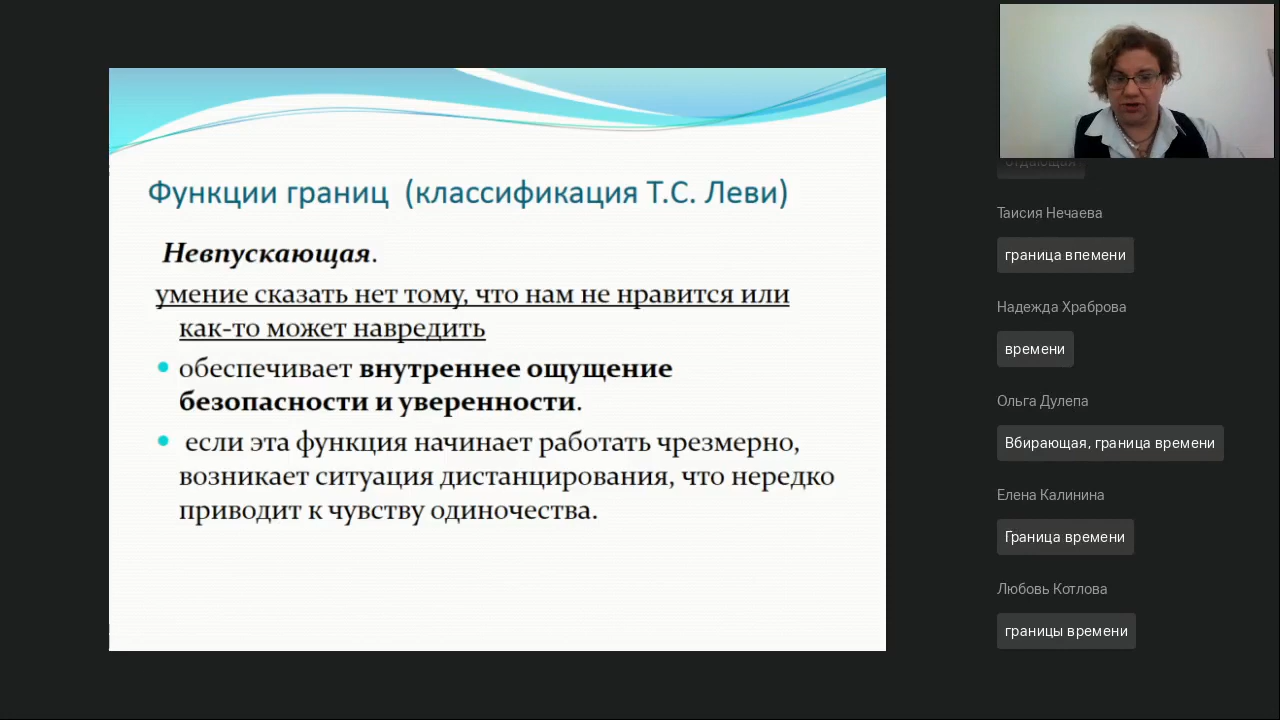 Функции границ (классификация Т.С. Леви)
Невпускающая.
умение сказать нет тому, что нам не нравится или
как-то может навредить
обеспечивает внутреннее ощущение
безопасности и уверенности.
если эта функция начинает работать чрезмерно,
возникает ситуация дистанцирования, что нередко
приводит к чувству одиночества.
отдающая
Таисия Нечаева
граница впемени
Надежда Храброва
времени
Ольга Дулепа
Вбирающая, граница времени
Елена Калинина
Граница времени
Любовь Котлова
границы времени